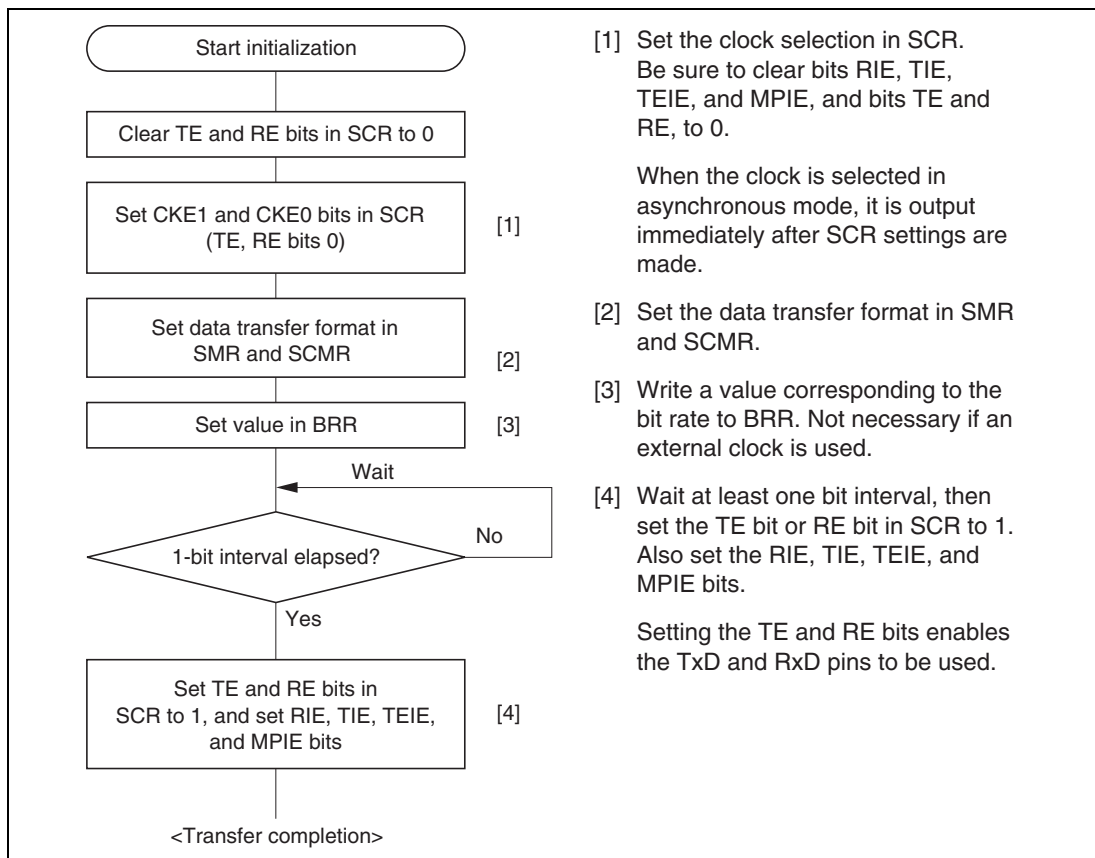 Start initialization
Clear TE and RE bits in SCR to 0
Set CKE1 and CKE0 bits in SCR
(TE, RE bits 0)
[1]
Set data transfer format in
SMR and SCMR
[2]
Set value in BRR
[3]
Wait
No
1-bit interval elapsed?
Yes
Set TE and RE bits in
SCR to 1, and set RIE, TIE, TEIE,
and MPIE bits
[4]
<Transfer completion>
[1] Set the clock selection in SCR.
Be sure to clear bits RIE, TIE,
TEIE, and MPIE, and bits TE and
RE, to 0.
When the clock is selected in
asynchronous mode, it is output
immediately after SCR settings are
made.
[2] Set the data transfer format in SMR
and SCMR.
[3] Write a value corresponding to the
bit rate to BRR. Not necessary if an
external clock is used.
[4] Wait at least one bit interval, then
set the TE bit or RE bit in SCR to 1.
Also set the RIE, TIE, TEIE, and
MPIE bits.
Setting the TE and RE bits enables
the TxD and RxD pins to be used.